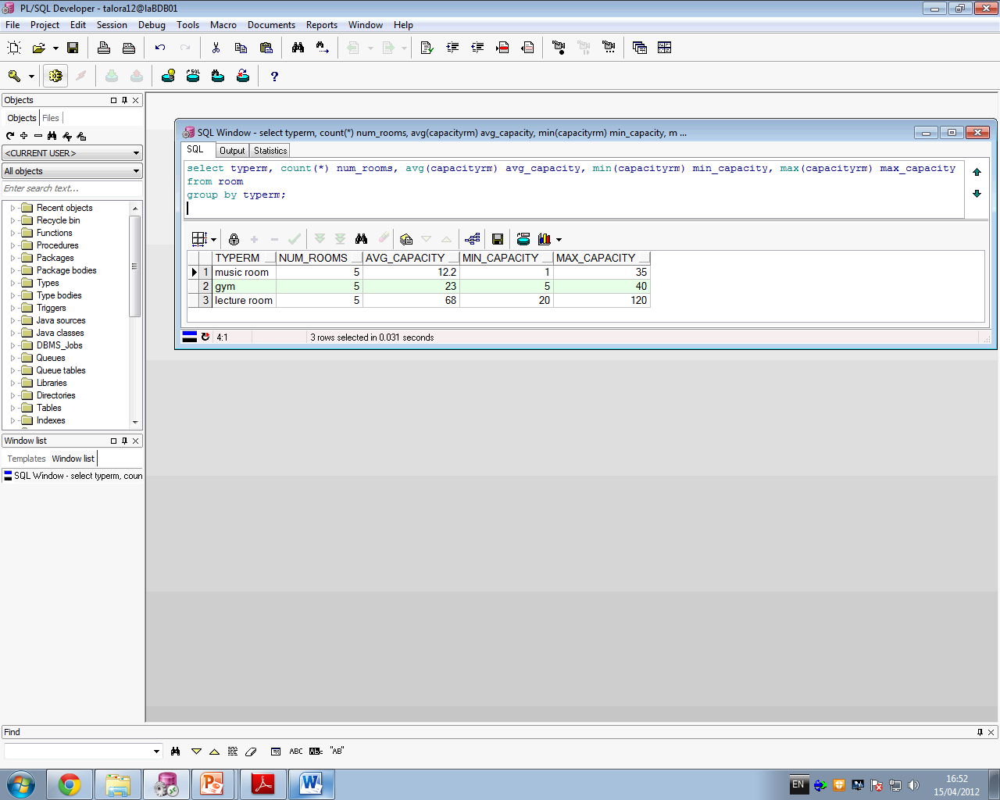 PL/SQL Developer - talora12@laBDB01
File Project Edit Session Debug Tools Macro Documents Reports Window Help
Objects
Objects Files
<CURRENT USER>
All objects
Enter search text...
Recent objects
Recycle bin
Functions
Procedures
Packages
Package bodies
Types
Type bodies
Triggers
Java sources
Java classes
DBMS_Jobs
Queues
Queue tables
Libraries
Directories
Tables
Indexes
Window list
Templates Window list
SQL Window - select typerm, coun
SQL Window - select typerm, count(*) num_rooms, avg(capacityrm) avg_capacity, min(capacityrm) min_capacity, m ...
SQL Output Statistics
select typerm, count(*) num_rooms, avg(capacityrm) avg_capacity, min(capacityrm) min_capacity, max(capacityrm) max_capacity
from room
group by typerm;
TYPERM NUM_ROOMS AVG_CAPACITY MIN_CAPACITY MAX_CAPACITY
1 music room 5 12.2 1 35
2 gym 5 23 5 40
3 lecture room 5 68 20 120
4:1 3 rows selected in 0.031 seconds
Find
ABC "AB"
EN 16:52
15/04/2012